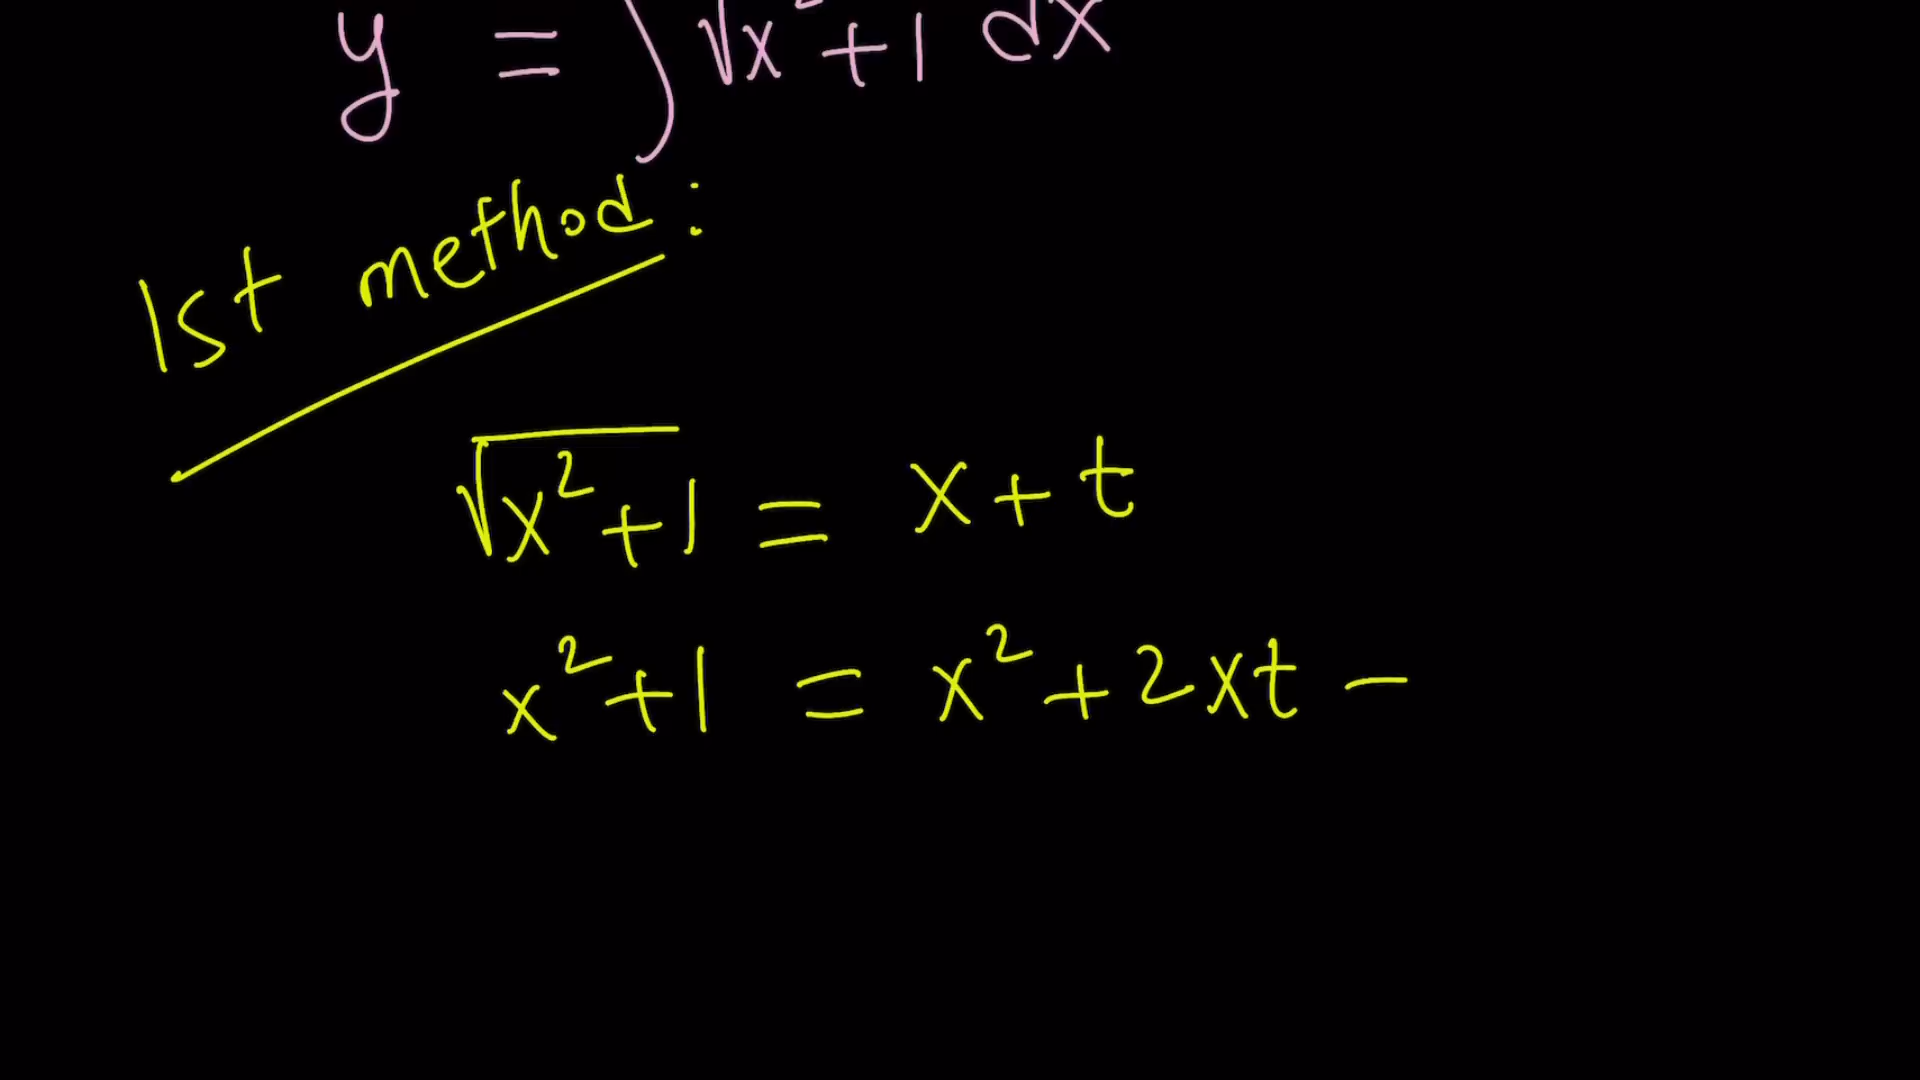 y = ∫√x²+1 dx
1st method:
√x²+1 = x+t
x²+1 = x²+2xt −